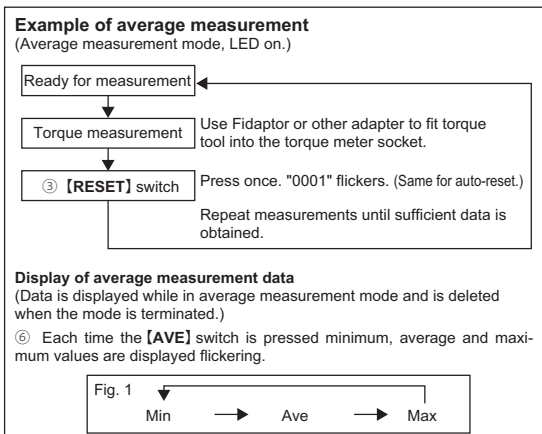 Example of average measurement
(Average measurement mode, LED on.)
Ready for measurement
Torque measurement
Use Fidaptor or other adapter to fit torque
tool into the torque meter socket.
③【RESET】switch
Press once. "0001" flickers. (Same for auto-reset.)
Repeat measurements until sufficient data is
obtained.
Display of average measurement data
(Data is displayed while in average measurement mode and is deleted
when the mode is terminated.)
⑥ Each time the【AVE】switch is pressed minimum, average and maxi-
mum values are displayed flickering.
Fig. 1
Min Ave Max